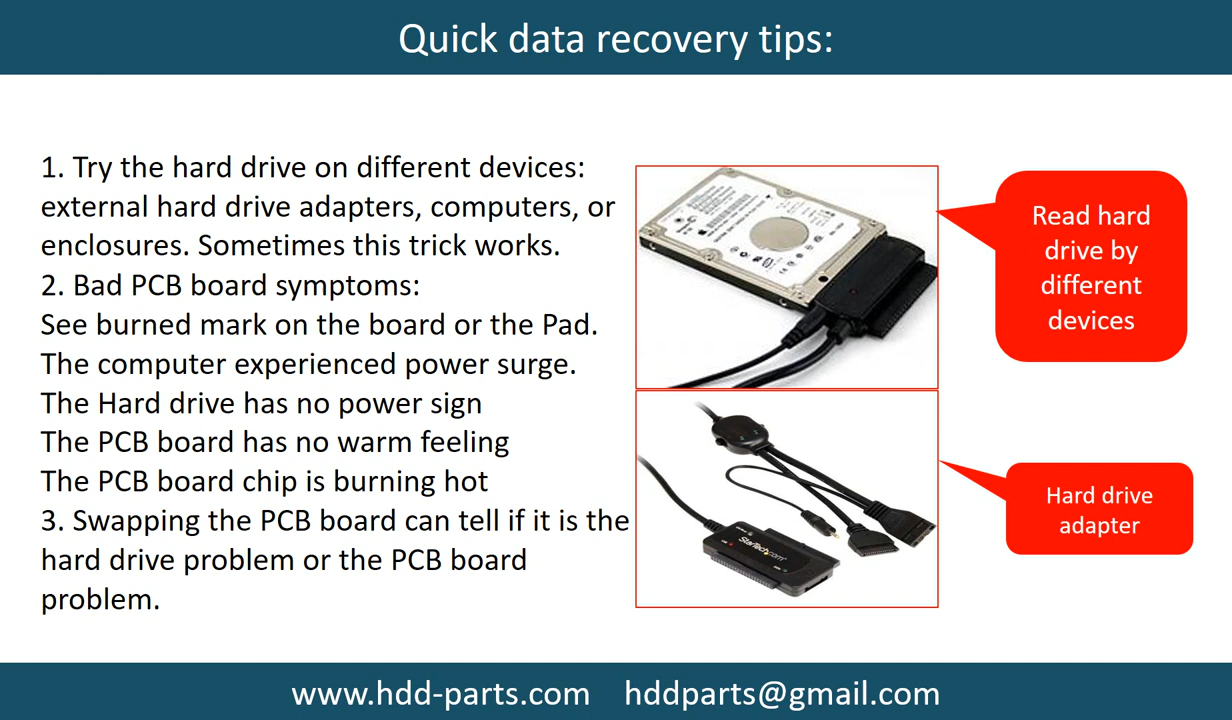 Quick data recovery tips:
1. Try the hard drive on different devices:
external hard drive adapters, computers, or
enclosures. Sometimes this trick works.
2. Bad PCB board symptoms:
See burned mark on the board or the Pad.
The computer experienced power surge.
The Hard drive has no power sign
The PCB board has no warm feeling
The PCB board chip is burning hot
3. Swapping the PCB board can tell if it is the
hard drive problem or the PCB board
problem.
Read hard
drive by
different
devices
StarTech.com
Hard drive
adapter
www.hdd-parts.com hddparts@gmail.com